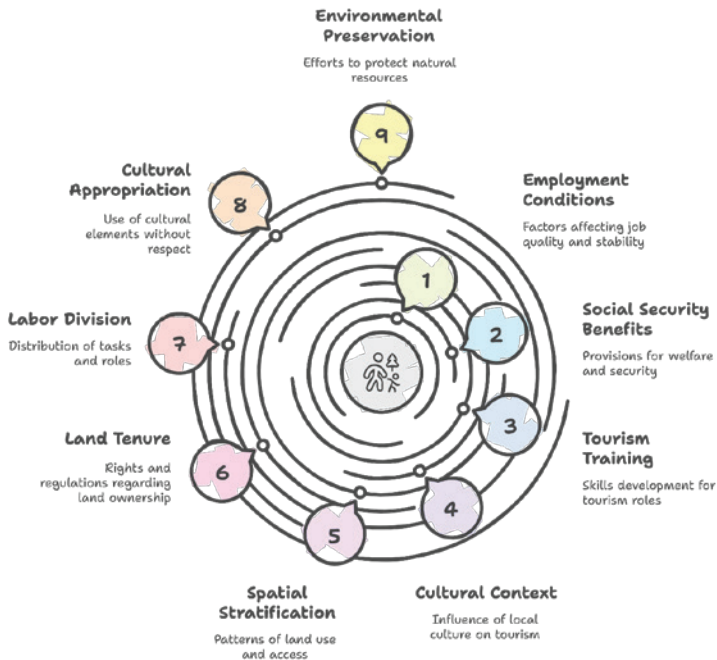 Environmental
Preservation
Efforts to protect natural
resources
9
Cultural
Appropriation
Use of cultural
elements without
respect
8
Employment
Conditions
Factors affecting job
quality and stability
1
Social Security
Benefits
Provisions for welfare
and security
2
Labor Division
Distribution of tasks
and roles
7
Tourism
Training
Skills development for
tourism roles
3
Land Tenure
Rights and
regulations regarding
land ownership
6
4
5
Spatial
Stratification
Patterns of land use
and access
Cultural Context
Influence of local
culture on tourism